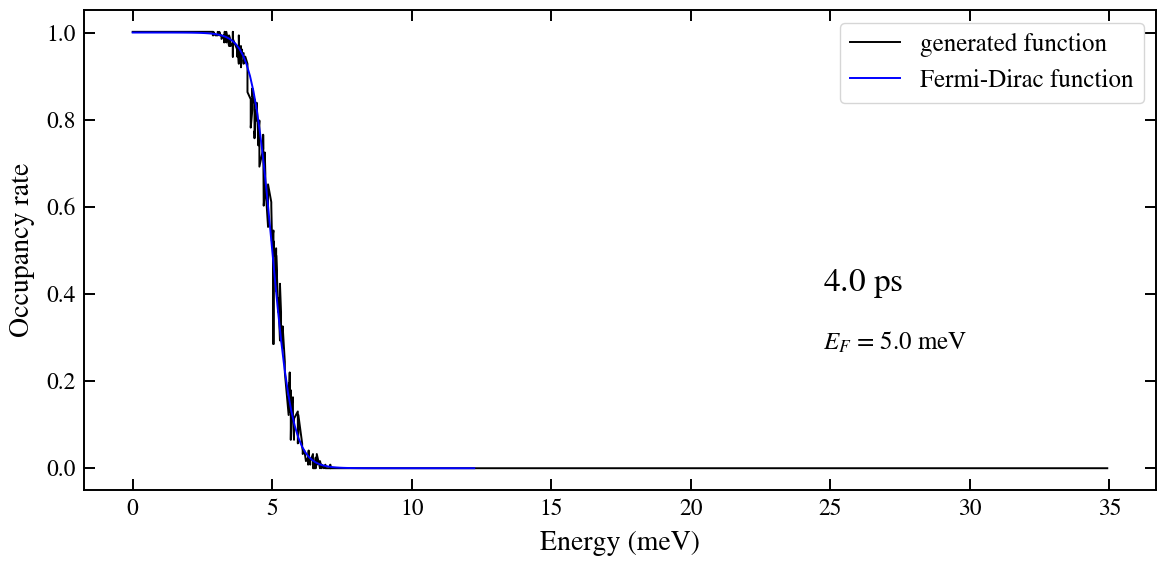 generated function
Fermi-Dirac function
4.0 ps
E_F = 5.0 meV
Occupancy rate
1.0
0.8
0.6
0.4
0.2
0.0
0 5 10 15 20 25 30 35
Energy (meV)